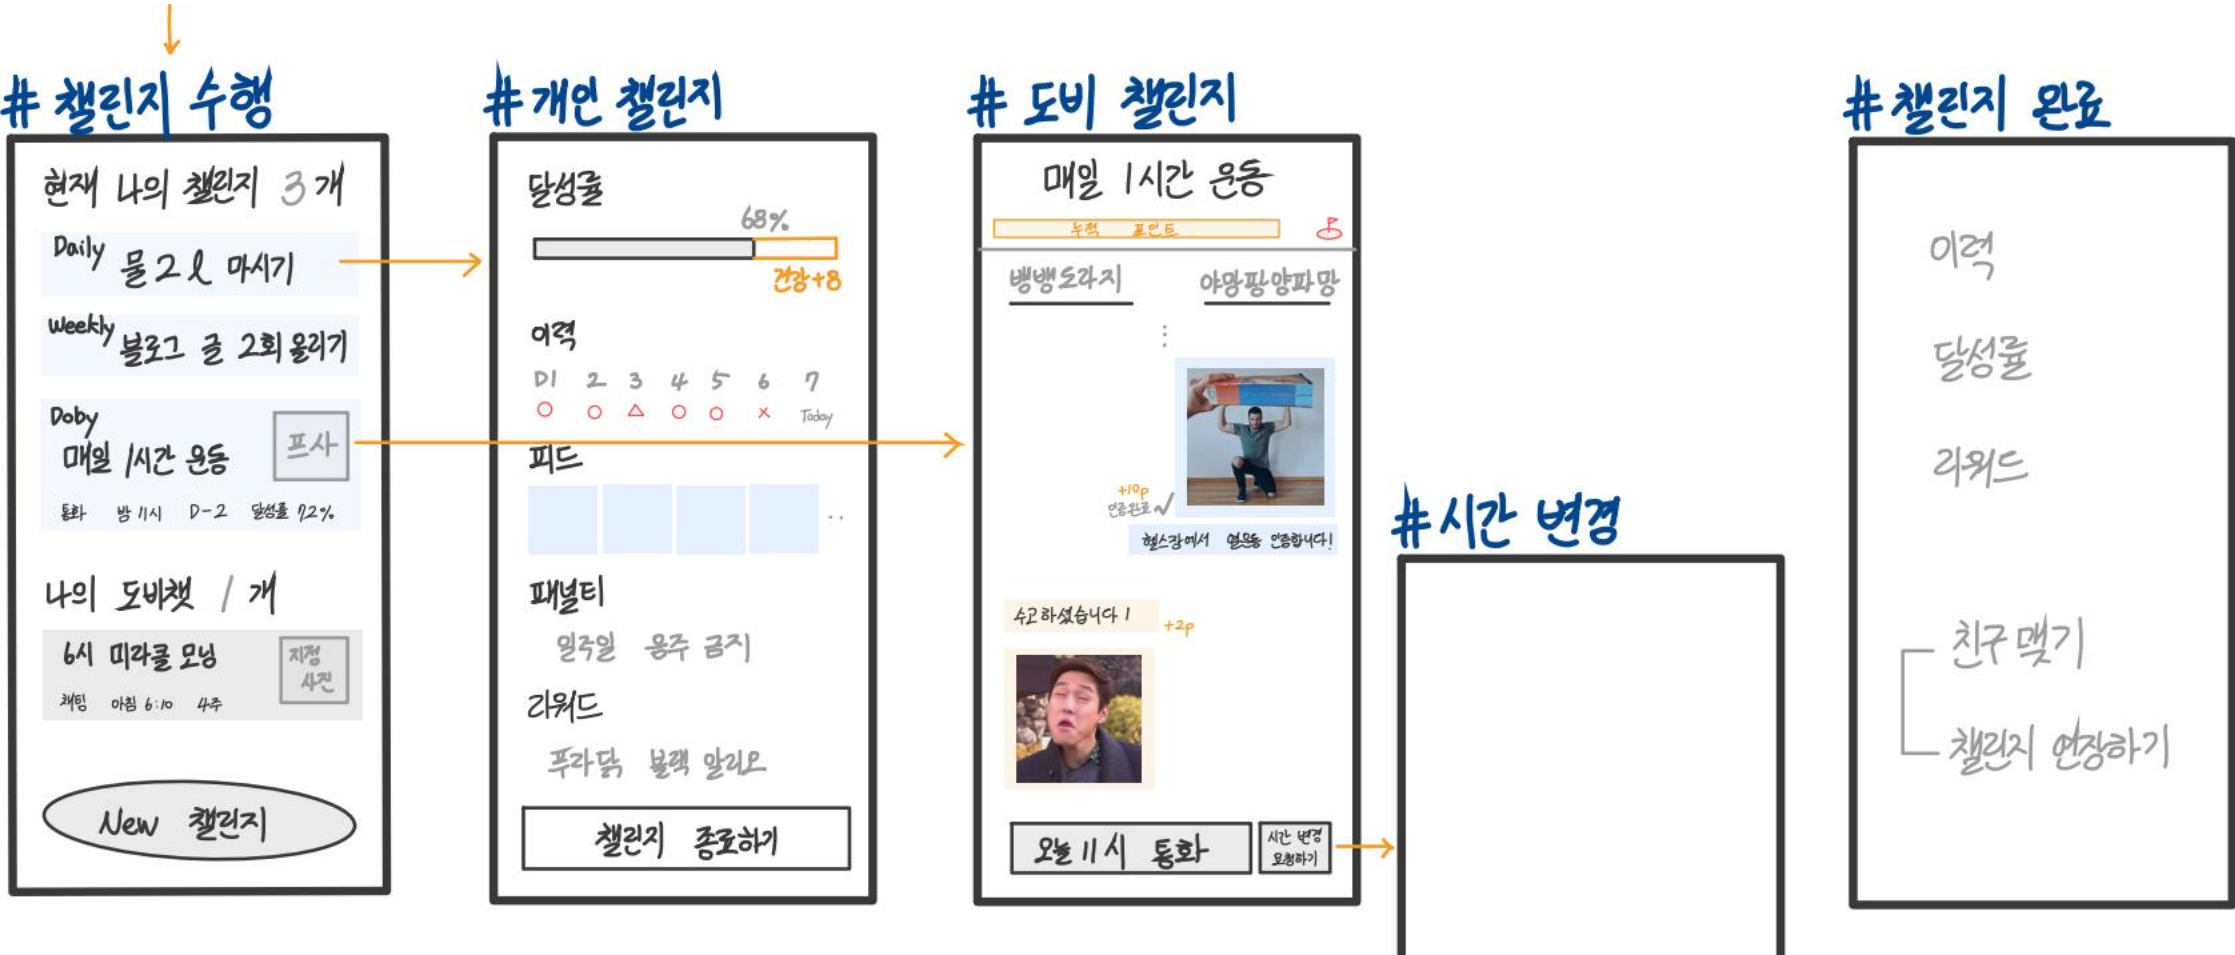 # 챌린지 수행
현재 나의 챌린지 3개
Daily
물 2ℓ 마시기
Weekly
블로그 글 2회 올리기
Doby
매일 1시간 운동
프사
통화 밤 11시 D-2 달성률 72%
나의 도비챗 1개
6시 미라클 모닝
지정
사진
채팅 아침 6:10 4주
New 챌린지
# 개인 챌린지
달성률
68%
건강+8
이력
D1 2 3 4 5 6 7
○ ○ △ ○ ○ × Today
피드
..
패널티
일주일 음주 금지
리워드
푸라닭 블랙 알리오
챌린지 종료하기
# 도비 챌린지
매일 1시간 운동
누적 포인트
뱅뱅도라지 야망핑양파망
⋮
+10p
인증완료 ✓
헬스장에서 열운동 인증합니다!
수고하셨습니다!
+2p
오늘 11시 통화
시간 변경
요청하기
# 시간 변경
# 챌린지 완료
이력
달성률
리워드
친구 맺기
챌린지 연장하기